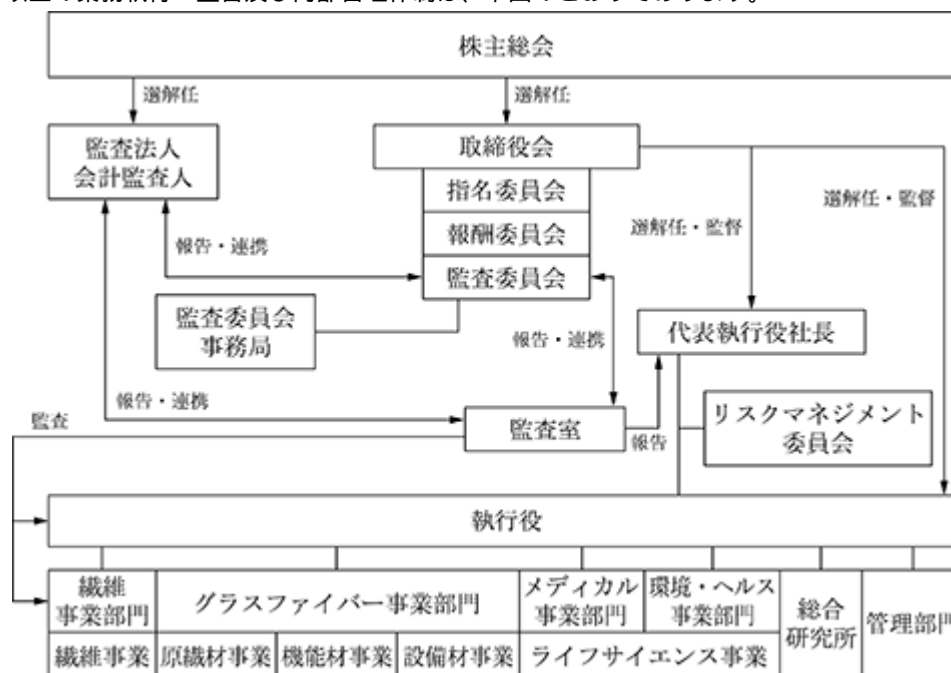 株主総会
選解任
選解任
監査法人
会計監査人
取締役会
指名委員会
報酬委員会
監査委員会
選解任・監督
選解任・監督
報告・連携
監査委員会
事務局
報告・連携
代表執行役社長
報告・連携
監査
監査室
報告
リスクマネジメント
委員会
執行役
繊維
事業部門
グラスファイバー事業部門
メディカル
事業部門
環境・ヘルス
事業部門
総合
研究所
管理部門
繊維事業
原繊材事業
機能材事業
設備材事業
ライフサイエンス事業